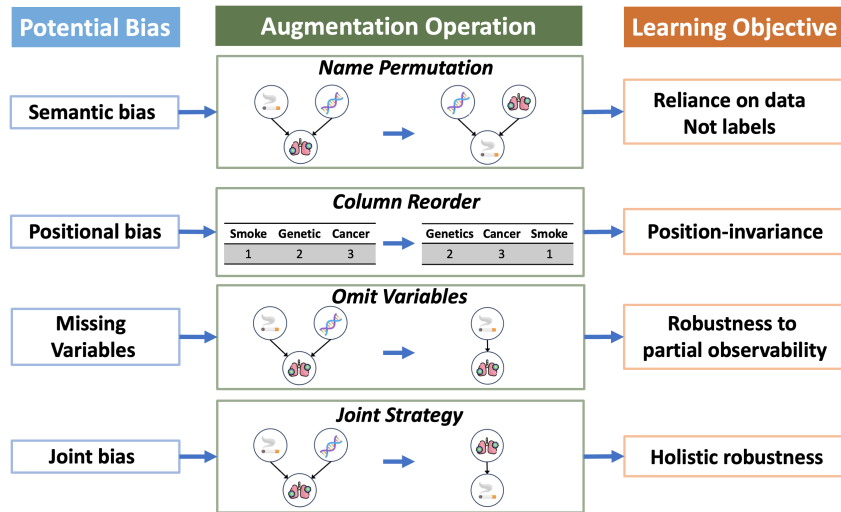 Potential Bias
Augmentation Operation
Learning Objective
Semantic bias
Name Permutation
Reliance on data
Not labels
Positional bias
Column Reorder
Smoke Genetic Cancer
1 2 3
Genetics Cancer Smoke
2 3 1
Position-invariance
Missing
Variables
Omit Variables
Robustness to
partial observability
Joint bias
Joint Strategy
Holistic robustness